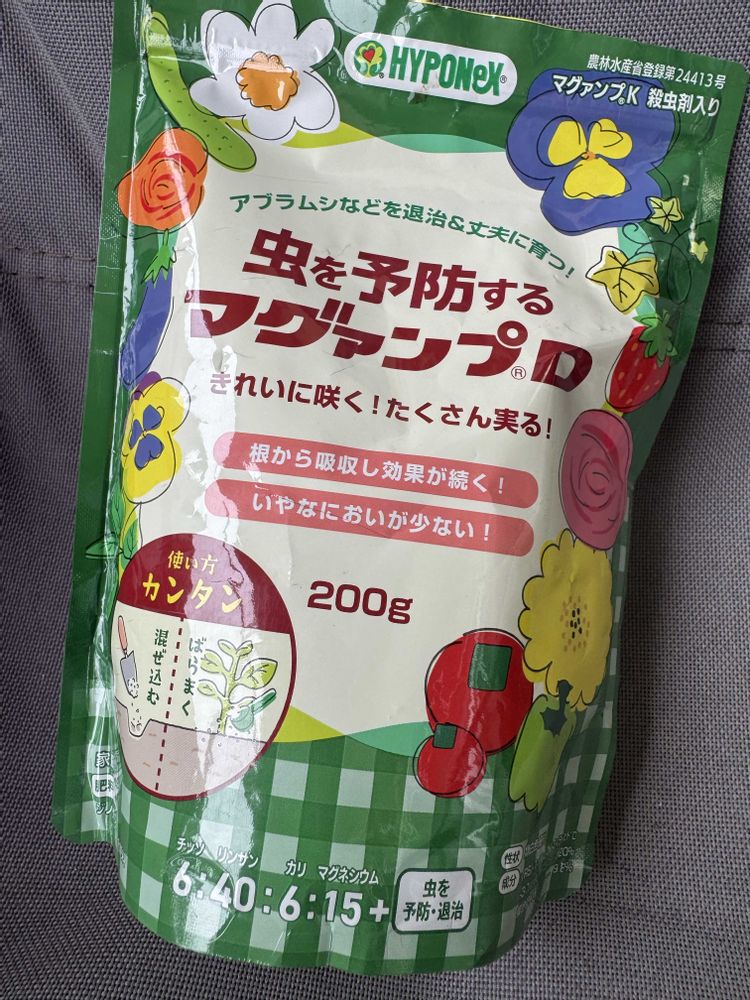 HYPONeX®
農林水産省登録第24413号
マグァンプ®K 殺虫剤入り
アブラムシなどを退治&丈夫に育つ!
虫を予防する
マグァンプ®D
きれいに咲く!たくさん実る!
根から吸収し効果が続く!
いやなにおいが少ない!
使い方
カンタン
混ぜ込む
ばらまく
200g
チッソ リンサン カリ マグネシウム
6:40:6:15+
虫を
予防・退治
性状
成分